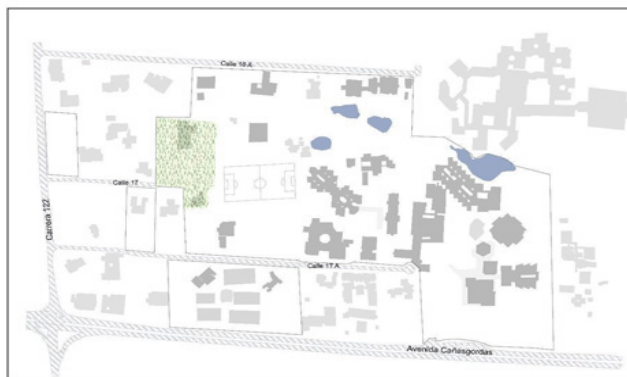 Calle 18 A
Calle 17
Carrera 122
Calle 17 A
Avenida Cañasgordas